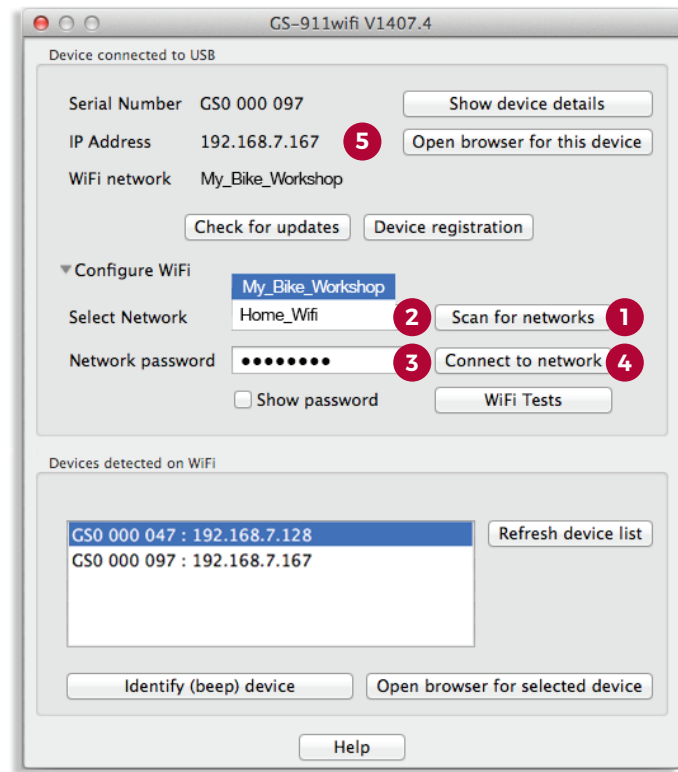 GS-911wifi V1407.4
Device connected to USB
Serial Number GS0 000 097 Show device details
IP Address 192.168.7.167 5 Open browser for this device
WiFi network My_Bike_Workshop
Check for updates Device registration
Configure WiFi
My_Bike_Workshop
Select Network Home_Wifi 2 Scan for networks 1
Network password ●●●●●●●● 3 Connect to network 4
Show password WiFi Tests
Devices detected on WiFi
GS0 000 047 : 192.168.7.128 Refresh device list
GS0 000 097 : 192.168.7.167
Identify (beep) device Open browser for selected device
Help